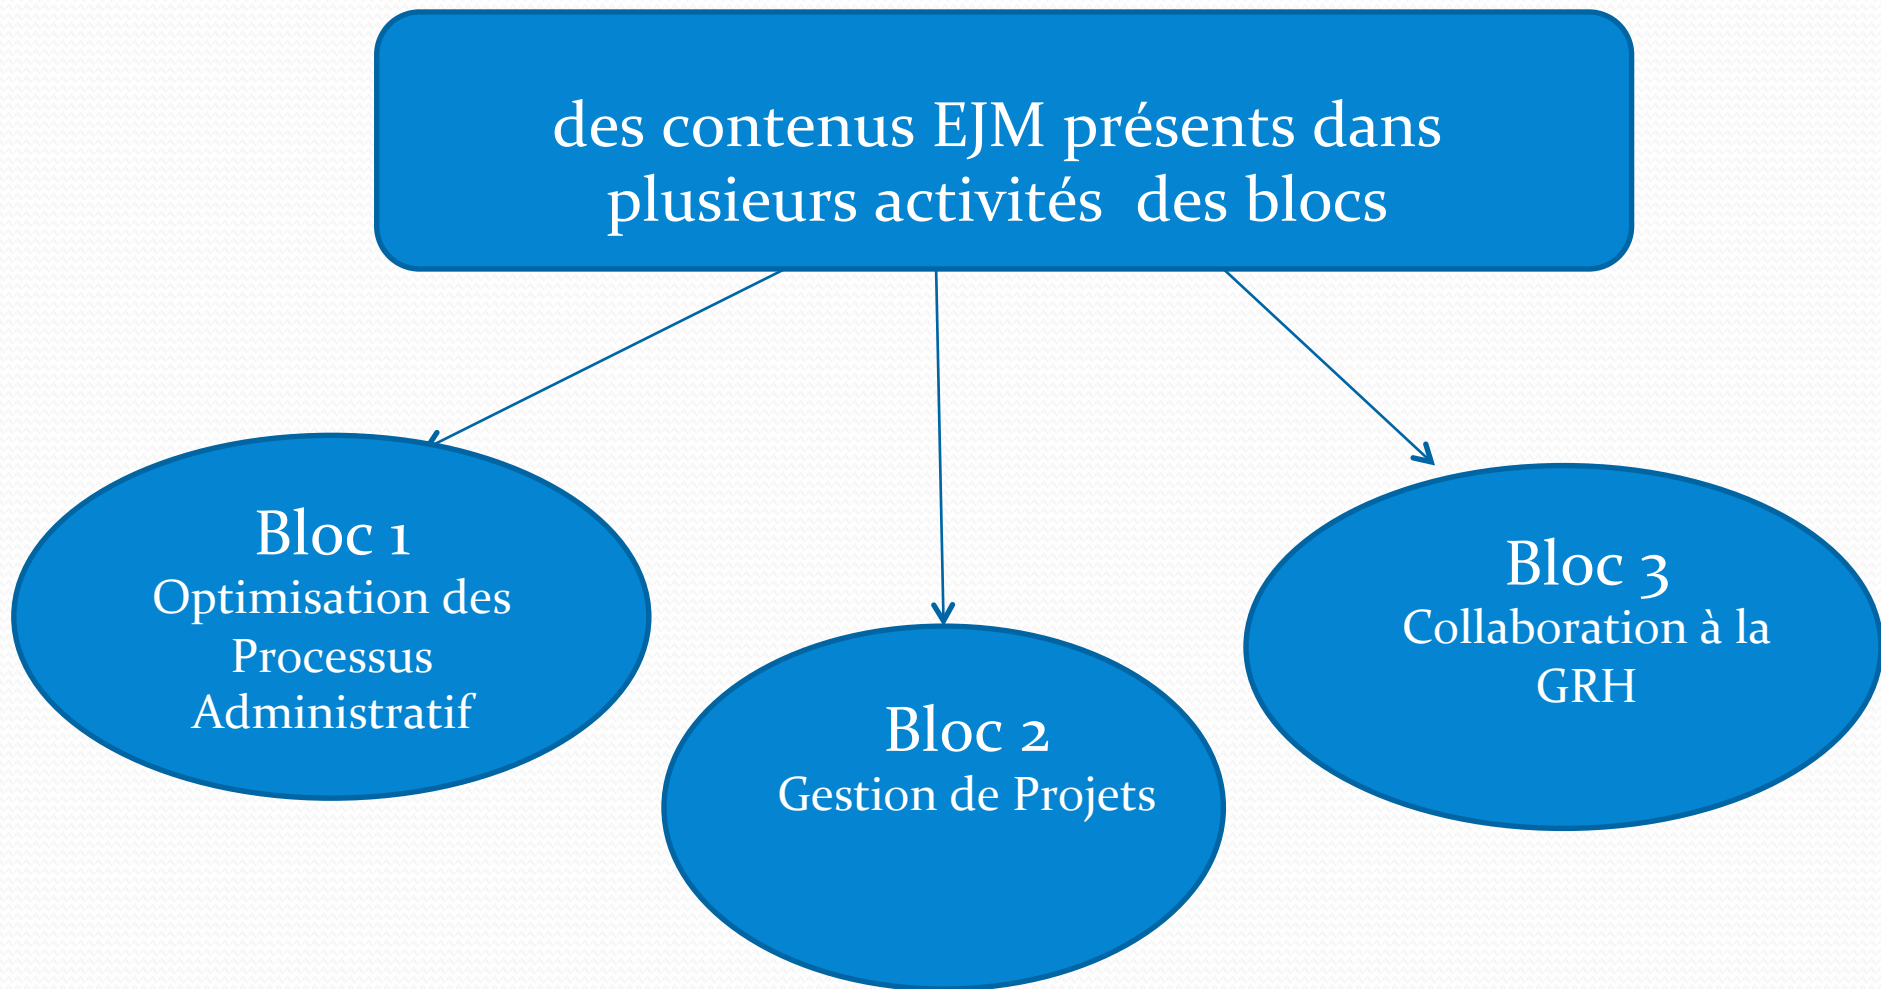 des contenus EJM présents dans
plusieurs activités  des blocs
Bloc 1
Optimisation des
Processus
Administratif
Bloc 2
Gestion de Projets
Bloc 3
Collaboration à la
GRH